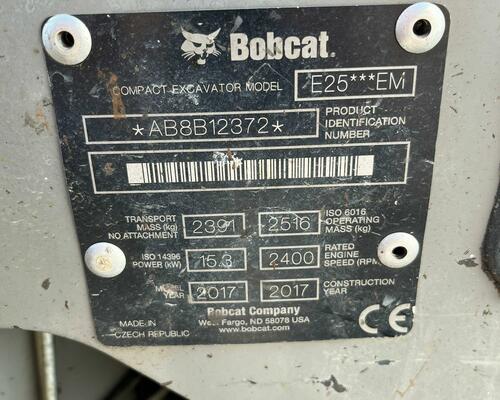 Bobcat.
COMPACT EXCAVATOR MODEL E25***EM
*AB8B12372*
PRODUCT
IDENTIFICATION
NUMBER
TRANSPORT
MASS (kg)
NO ATTACHMENT
2391
2516
ISO 6016
OPERATING
MASS (kg)
ISO 14396
POWER (kW)
15.3
2400
RATED
ENGINE
SPEED (RPM)
MODEL
YEAR
2017
2017
CONSTRUCTION
YEAR
Bobcat Company
West Fargo, ND 58078 USA
www.bobcat.com
MADE IN
CZECH REPUBLIC
CE